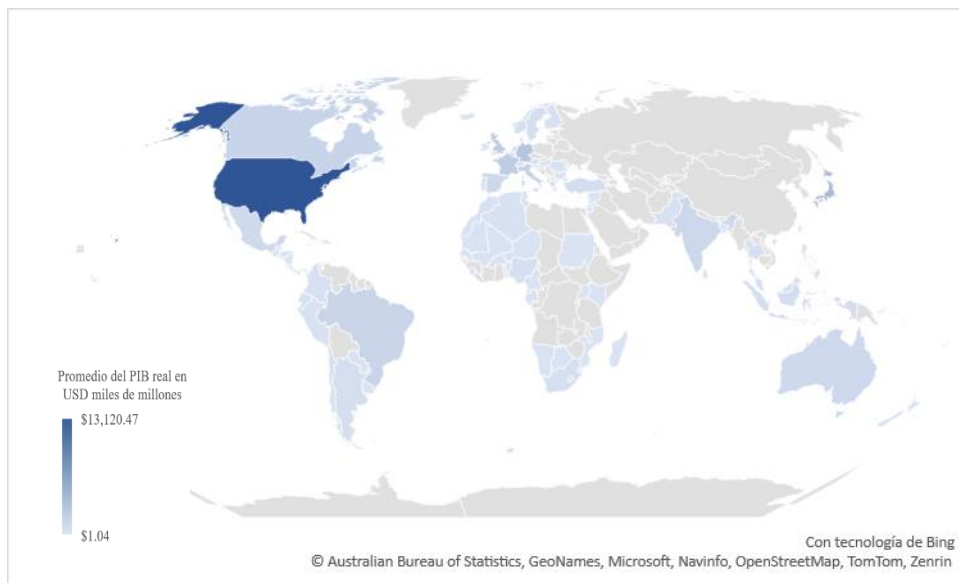 Promedio del PIB real en
USD miles de millones
$13,120.47
$1.04
Con tecnología de Bing
© Australian Bureau of Statistics, GeoNames, Microsoft, Navinfo, OpenStreetMap, TomTom, Zenrin